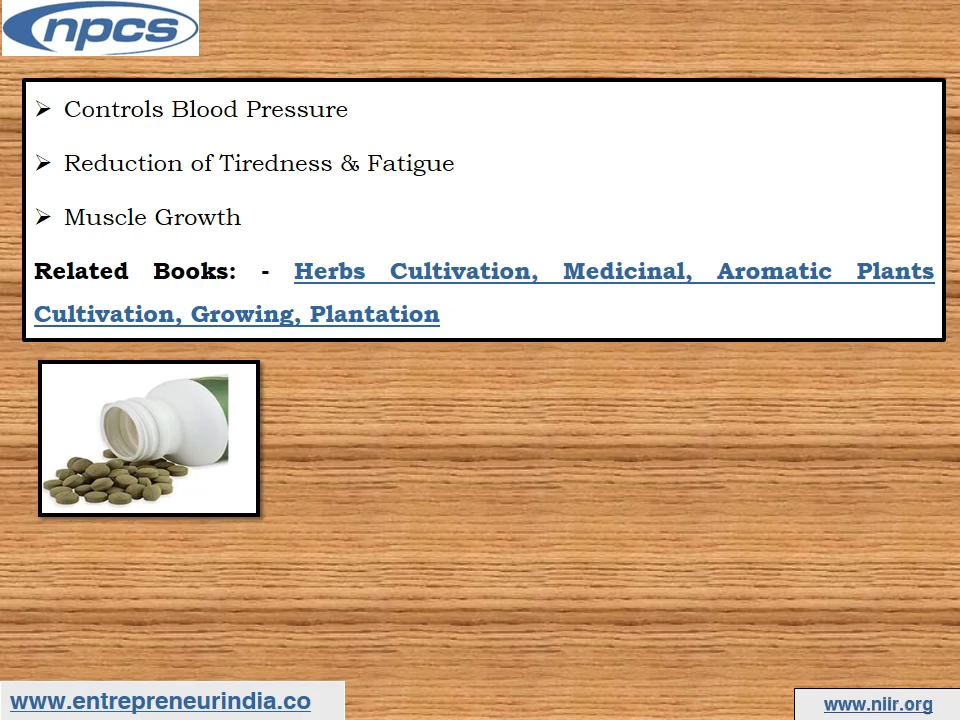 npcs
➢ Controls Blood Pressure
➢ Reduction of Tiredness & Fatigue
➢ Muscle Growth
Related Books: - Herbs Cultivation, Medicinal, Aromatic Plants
Cultivation, Growing, Plantation
www.entrepreneurindia.co
www.niir.org